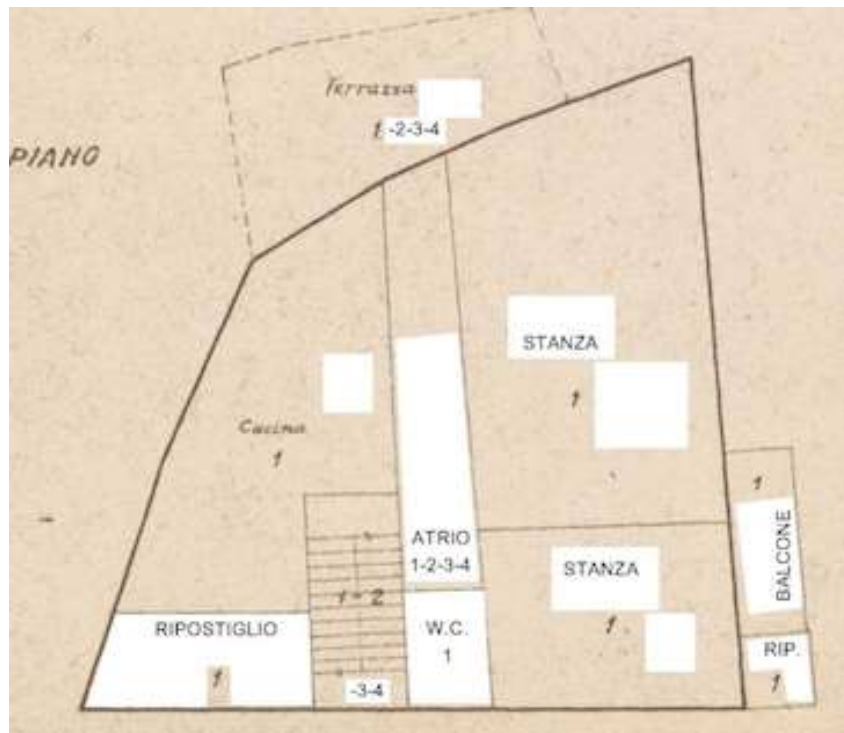 Terrazza
1 -2-3-4
PIANO
STANZA
1
Cucina
1
1
BALCONE
ATRIO
1-2-3-4
STANZA
1-2
1
RIPOSTIGLIO
1
W.C.
1
RIP.
1
-3-4